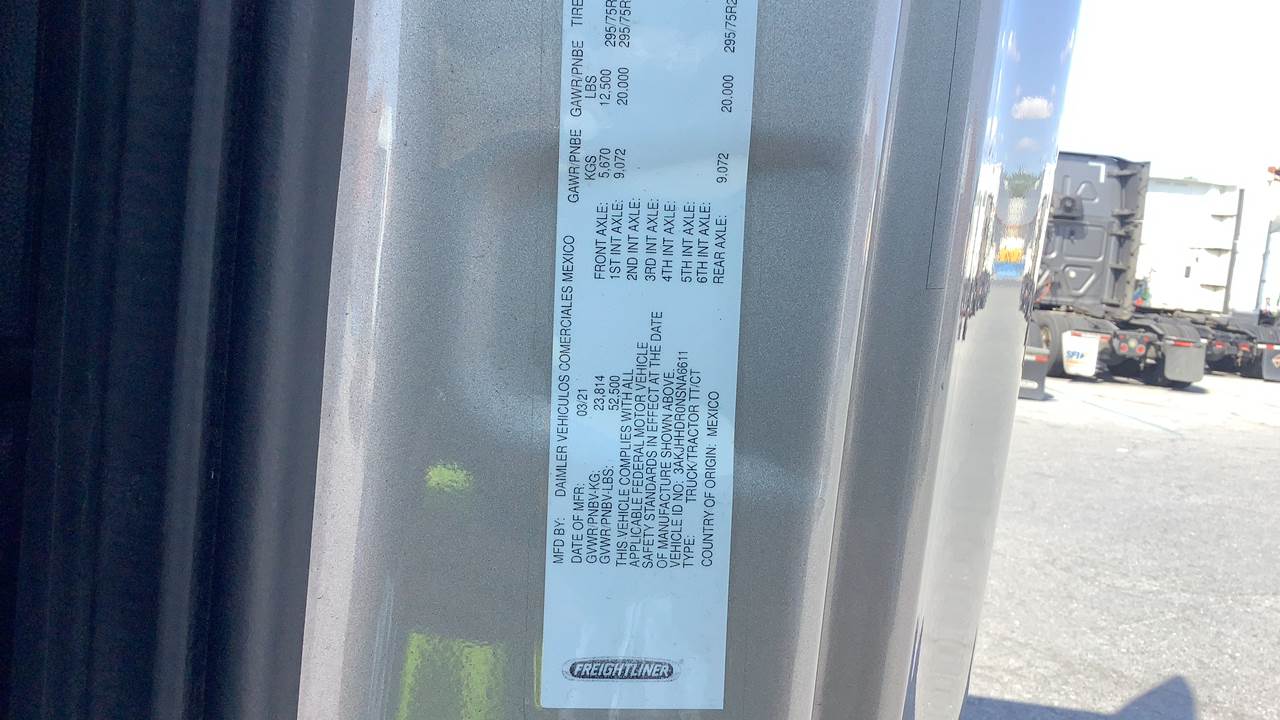 MFD BY: DAIMLER VEHICULOS COMERCIALES MEXICO
DATE OF MFR: 03/21
GVWR/PNBV-KG: 23,814
GVWR/PNBV-LBS: 52,500
THIS VEHICLE COMPLIES WITH ALL
APPLICABLE FEDERAL MOTOR VEHICLE
SAFETY STANDARDS IN EFFECT AT THE DATE
OF MANUFACTURE SHOWN ABOVE.
VEHICLE ID NO: 3AKJHHDR0NSNA6611
TYPE: TRUCK/TRACTOR TT/CT
COUNTRY OF ORIGIN: MEXICO
GAWR/PNBE GAWR/PNBE TIRE
KGS LBS
FRONT AXLE: 5,670 12,500 295/75R
1ST INT AXLE: 9,072 20,000 295/75R
2ND INT AXLE:
3RD INT AXLE:
4TH INT AXLE:
5TH INT AXLE:
6TH INT AXLE:
REAR AXLE: 9,072 20,000 295/75R2
FREIGHTLINER
SFI